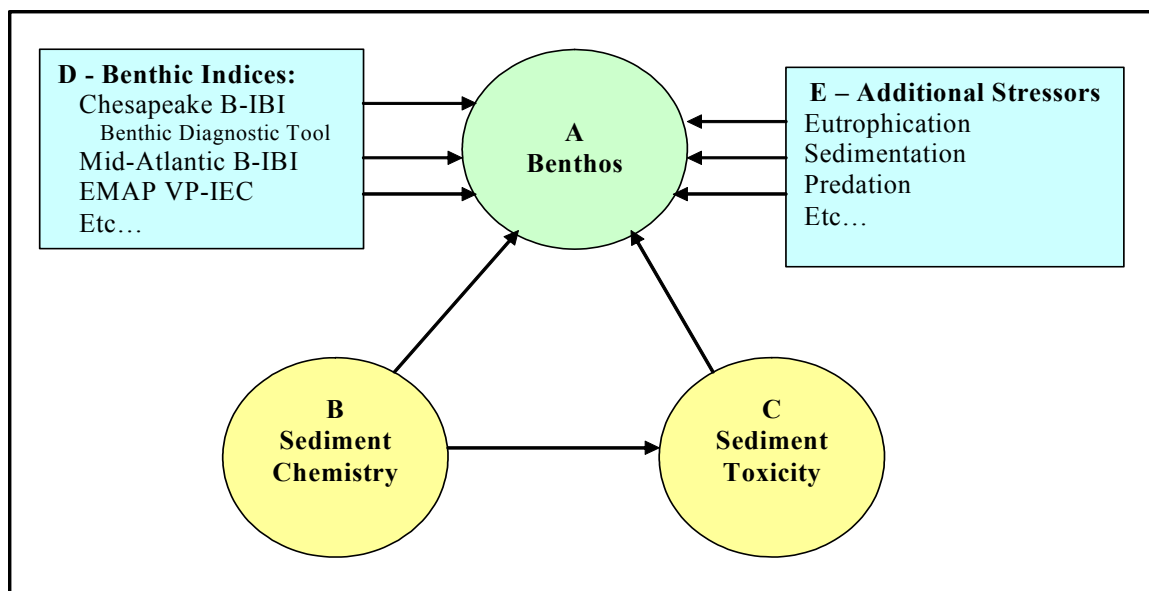 D - Benthic Indices:
Chesapeake B-IBI
Benthic Diagnostic Tool
Mid-Atlantic B-IBI
EMAP VP-IEC
Etc…
A
Benthos
E – Additional Stressors
Eutrophication
Sedimentation
Predation
Etc…
B
Sediment
Chemistry
C
Sediment
Toxicity